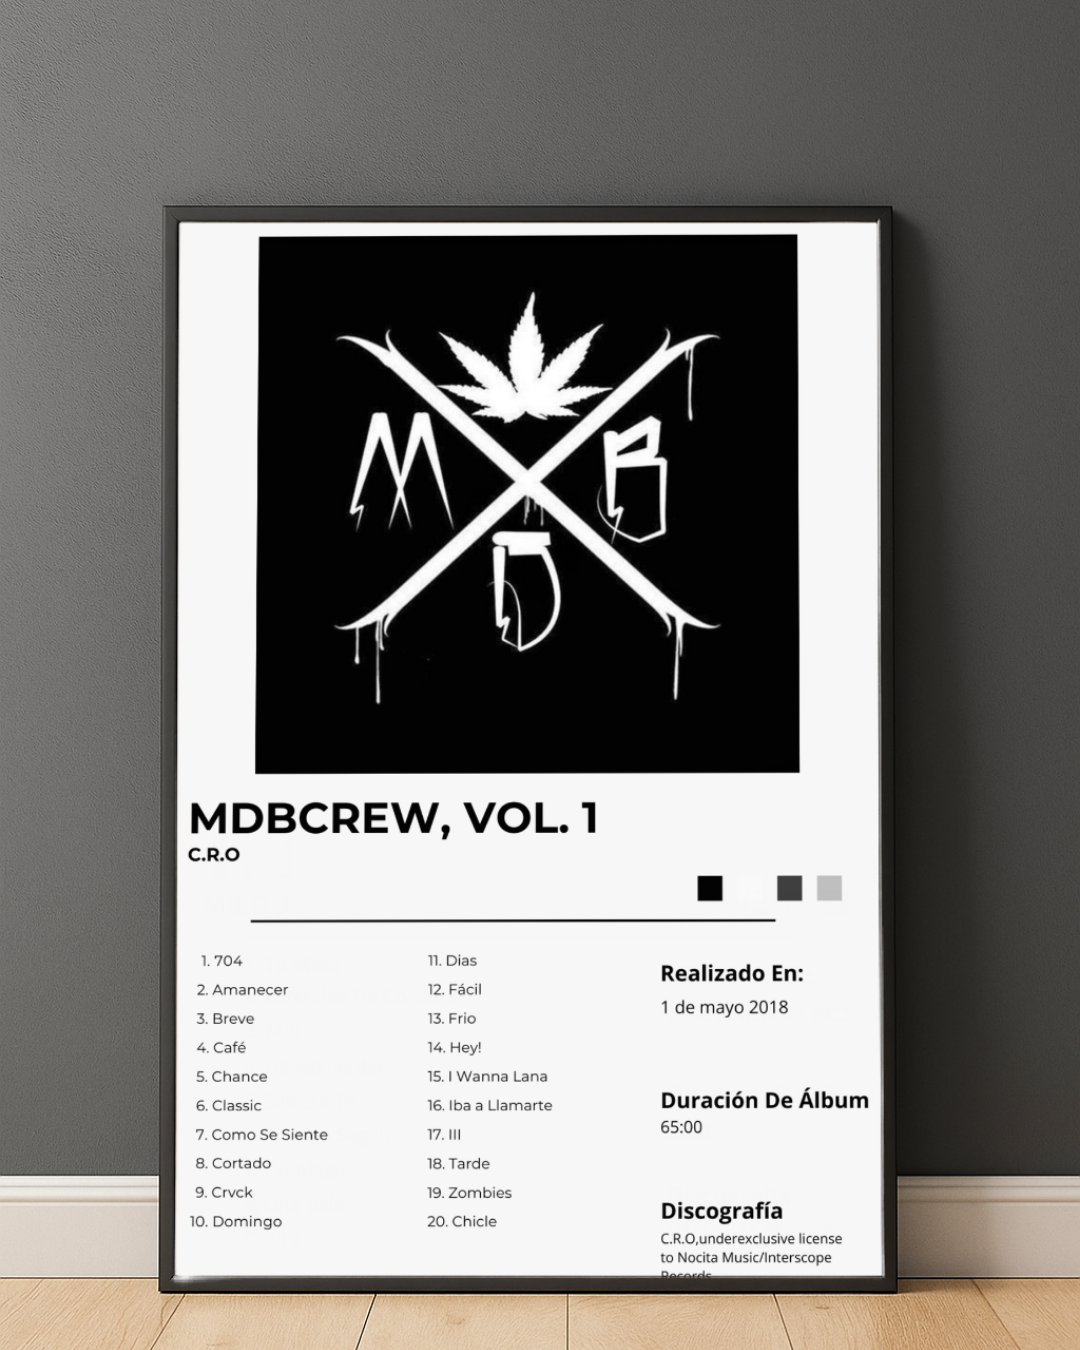 M
B
D
MDBCREW, VOL. 1
C.R.O
1. 704
2. Amanecer
3. Breve
4. Café
5. Chance
6. Classic
7. Como Se Siente
8. Cortado
9. Crvck
10. Domingo
11. Dias
12. Fácil
13. Frio
14. Hey!
15. I Wanna Lana
16. Iba a Llamarte
17. III
18. Tarde
19. Zombies
20. Chicle
Realizado En:
1 de mayo 2018
Duración De Álbum
65:00
Discografía
C.R.O,underexclusive license
to Nocita Music/Interscope
Records